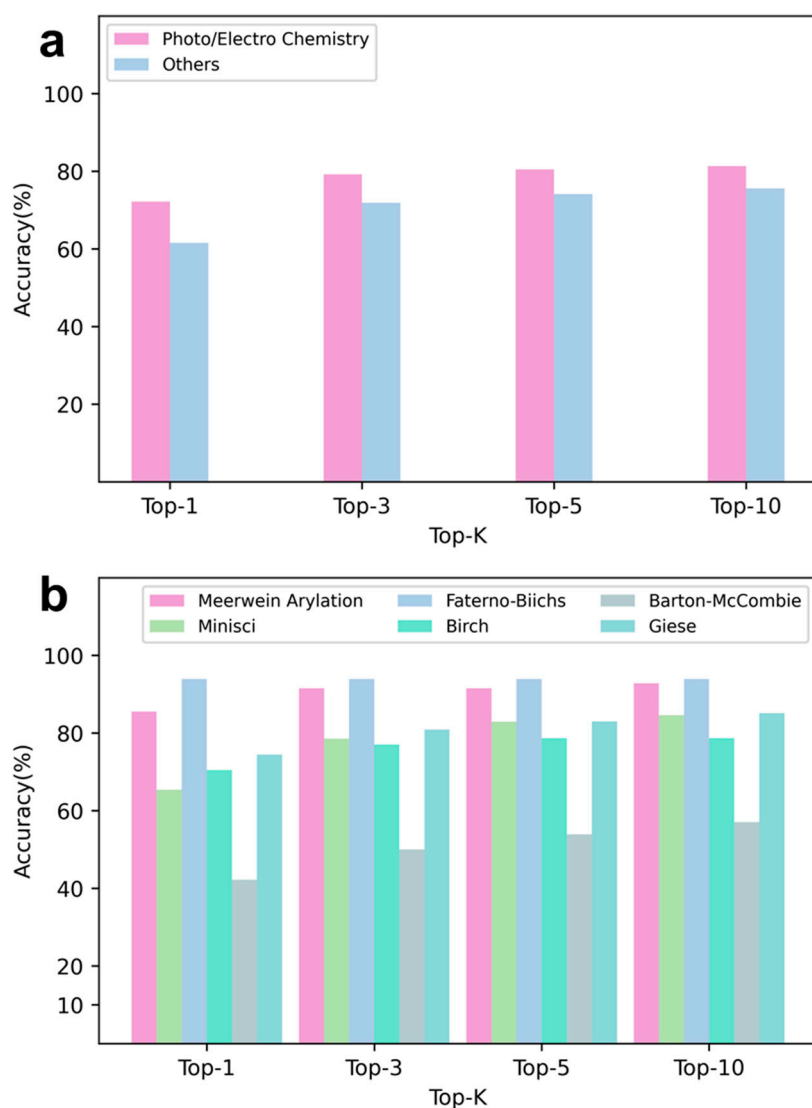 a
Photo/Electro Chemistry
Others
100
80
60
40
20
Accuracy(%)
Top-1 Top-3 Top-5 Top-10
Top-K
b
Meerwein Arylation Faterno-Biichs Barton-McCombie
Minisci Birch Giese
100
80
60
40
20
10
Accuracy(%)
Top-1 Top-3 Top-5 Top-10
Top-K